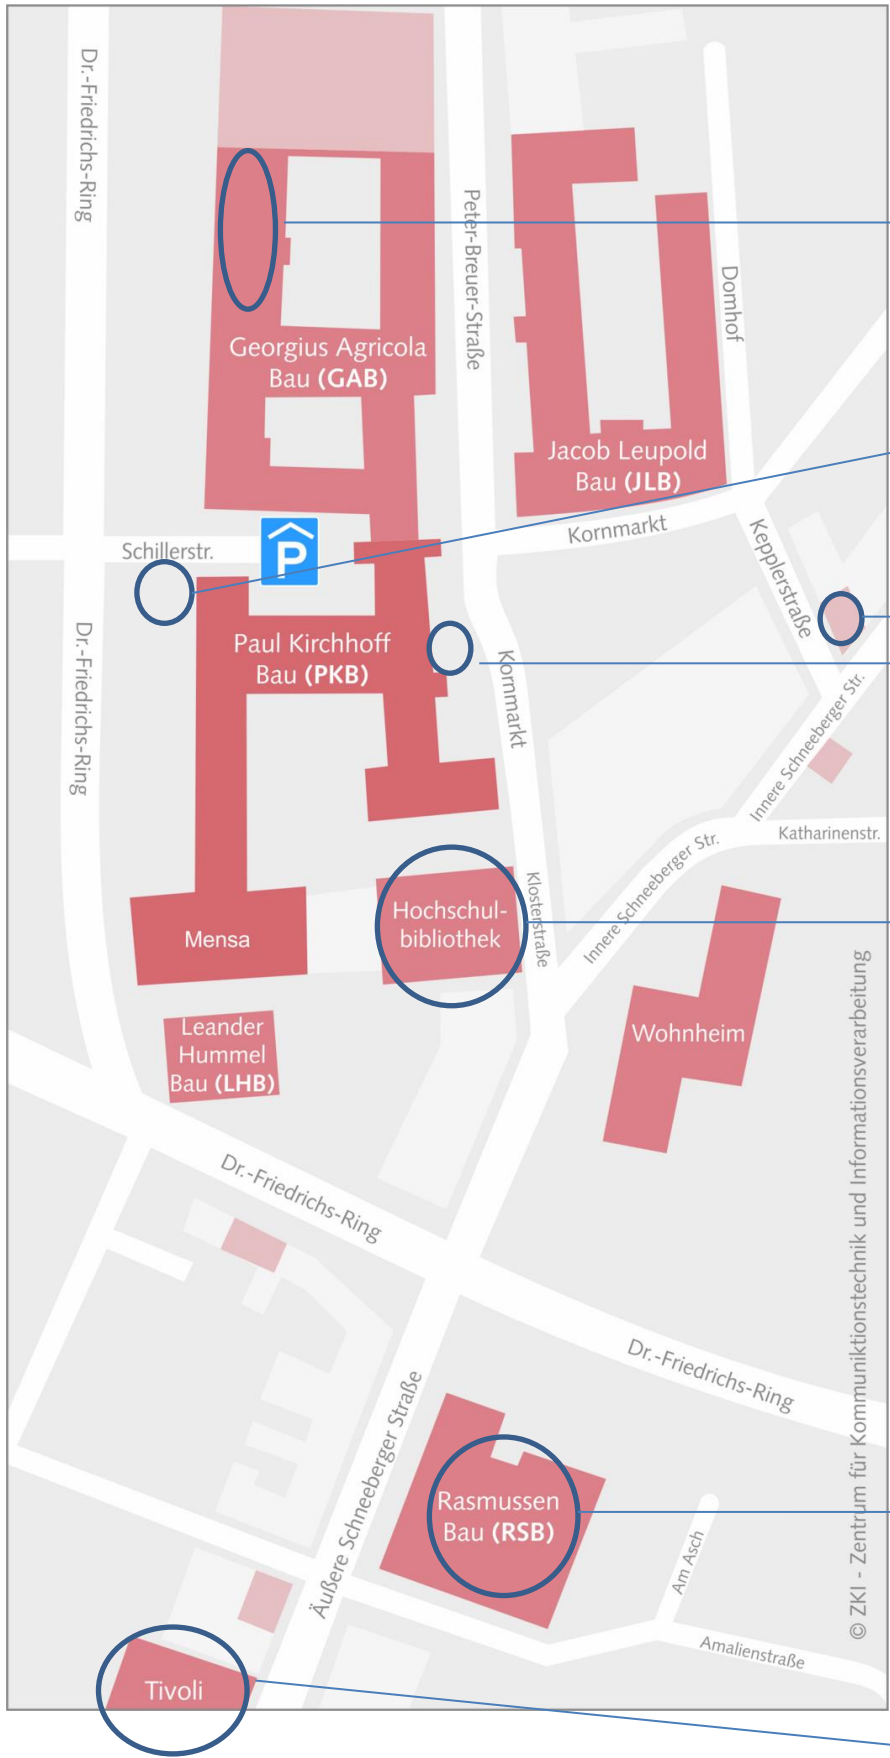 Dr.-Friedrichs-Ring
Peter-Breuer-Straße
Domhof
Georgius Agricola
Bau (GAB)
Jacob Leupold
Bau (JLB)
Kornmarkt
Schillerstr.
P
Kepplerstraße
Dr.-Friedrichs-Ring
Paul Kirchhoff
Bau (PKB)
Kornmarkt
Innere Schneeberger Str.
Katharinenstr.
Innere Schneeberger Str.
Klosterstraße
Hochschul-
bibliothek
Mensa
Leander
Hummel
Bau (LHB)
Wohnheim
Dr.-Friedrichs-Ring
Dr.-Friedrichs-Ring
Äußere Schneeberger Straße
Rasmussen
Bau (RSB)
Am Asch
Amalienstraße
Tivoli
© ZKI - Zentrum für Kommuniktionstechnik und Informationsverarbeitung